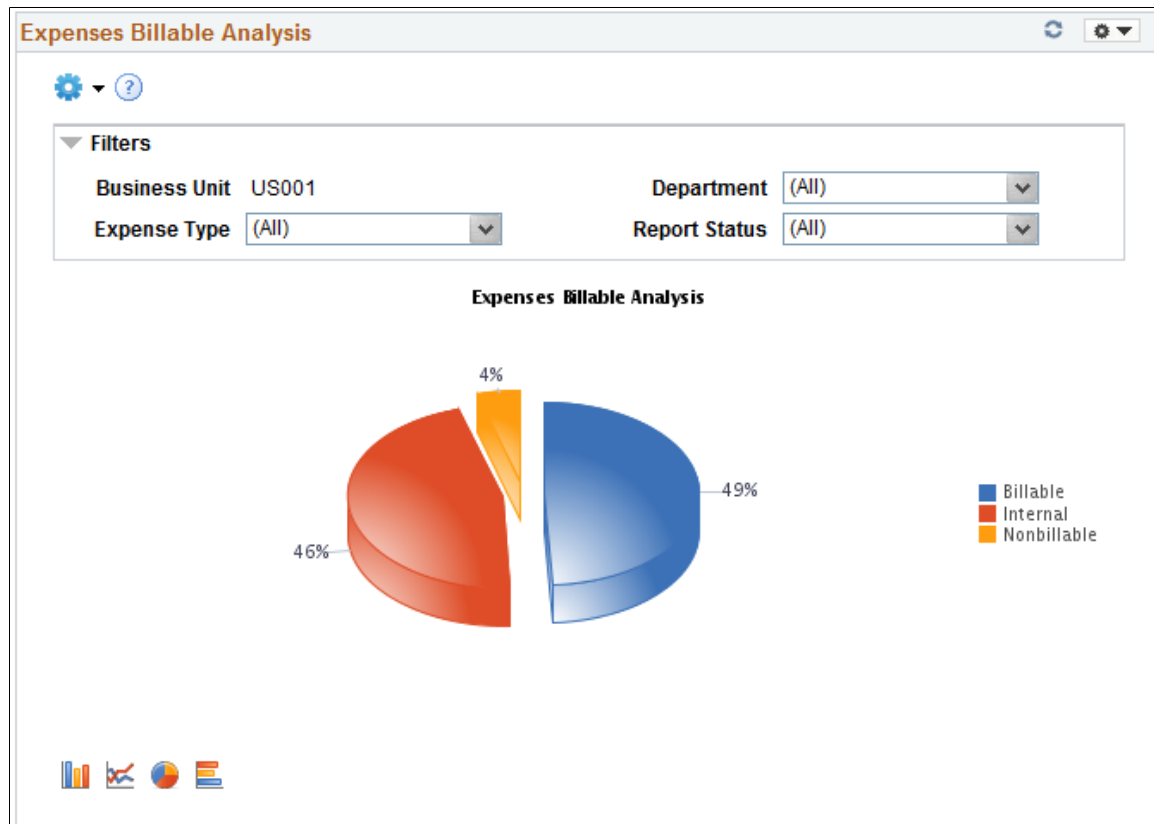 Expenses Billable Analysis
?
Filters
Business Unit US001 Department (All)
Expense Type (All) Report Status (All)
Expenses Billable Analysis
4%
49%
46%
Billable
Internal
Nonbillable